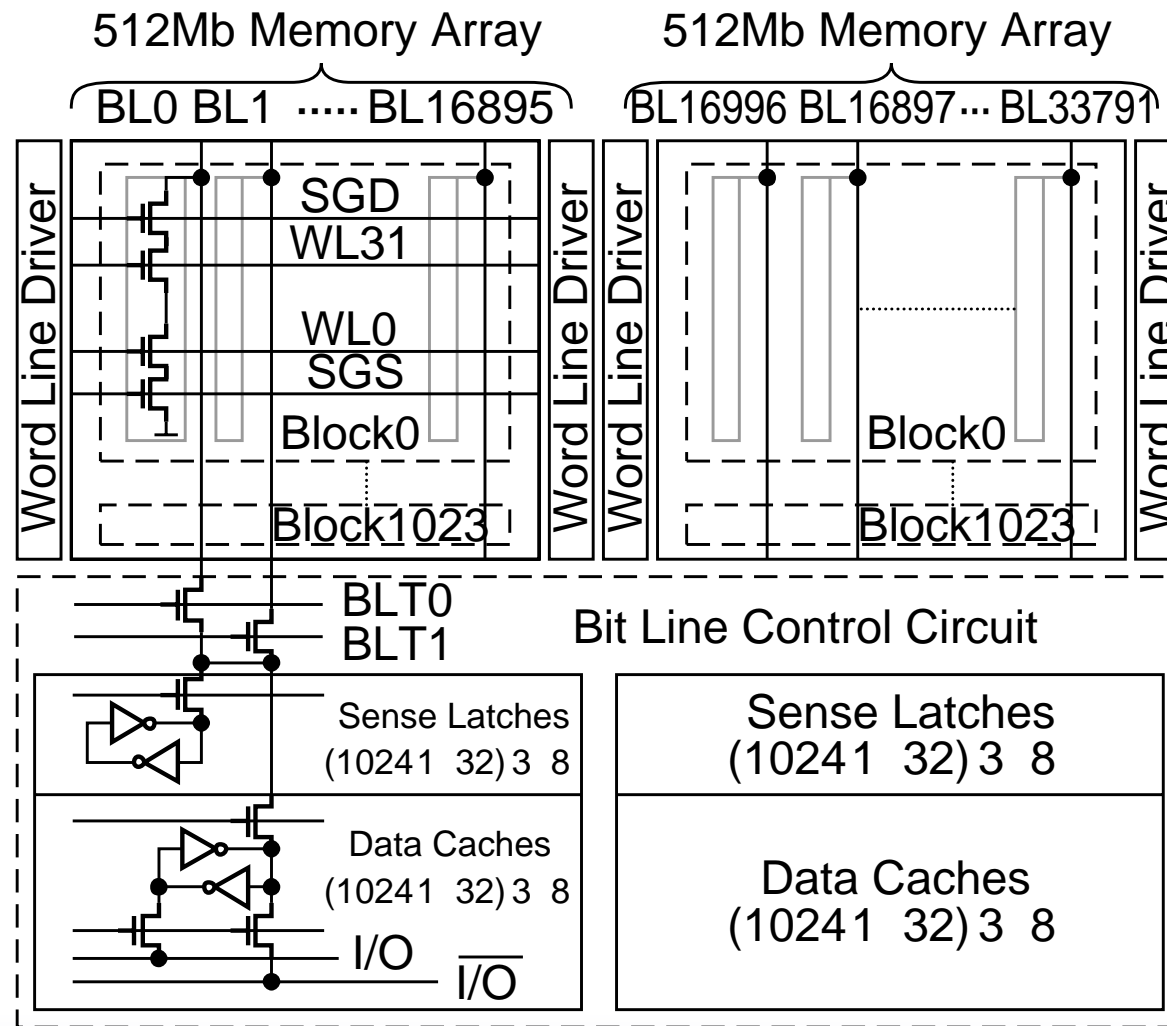 512Mb Memory Array
512Mb Memory Array
BL0 BL1 ····· BL16895
BL16996 BL16897··· BL33791
Word Line Driver
SGD
WL31
WL0
SGS
Block0
Block1023
Word Line Driver
Word Line Driver
Block0
Block1023
Word Line Driver
BLT0
BLT1
Bit Line Control Circuit
Sense Latches
(10241 32) 3 8
Sense Latches
(10241 32) 3 8
Data Caches
(10241 32) 3 8
I/O
I/O
Data Caches
(10241 32) 3 8